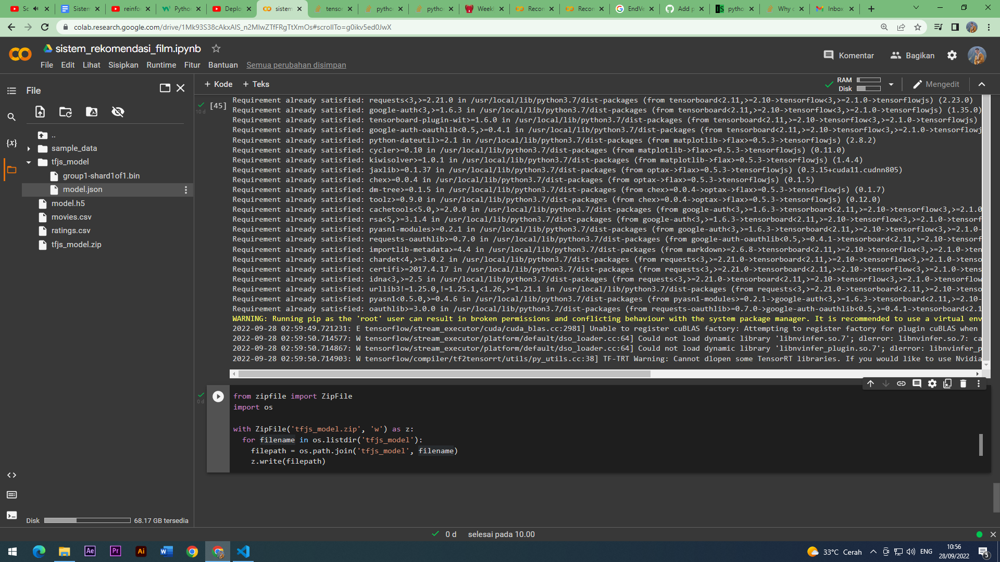 Sc
Sistem
reinfo
Python
Deplo
sistem
tensor
python
python
Weekl
Recon
Recon
EndVe
Add p
pytho
Why c
Inbox
colab.research.google.com/drive/1Mk93S38cAkxAlS_n2MlwZTfFRgTtXmOs#scrollTo=g0ikv5ed0JwX
sistem_rekomendasi_film.ipynb
Komentar
Bagikan
File Edit Lihat Sisipkan Runtime Fitur Bantuan Semua perubahan disimpan
File
+ Kode + Teks
RAM
Disk
Mengedit
..
sample_data
tfjs_model
group1-shard1of1.bin
model.json
model.h5
movies.csv
ratings.csv
tfjs_model.zip
Disk 68.17 GB tersedia
[45]
10 d
Requirement already satisfied: requests<3,>=2.21.0 in /usr/local/lib/python3.7/dist-packages (from tensorboard<2.11,>=2.10->tensorflow<3,>=2.1.0->tensorflowjs) (2.23.0)
Requirement already satisfied: google-auth<3,>=1.6.3 in /usr/local/lib/python3.7/dist-packages (from tensorboard<2.11,>=2.10->tensorflow<3,>=2.1.0->tensorflowjs) (1.35.0)
Requirement already satisfied: tensorboard-plugin-wit>=1.6.0 in /usr/local/lib/python3.7/dist-packages (from tensorboard<2.11,>=2.10->tensorflow<3,>=2.1.0->tensorflowjs)
Requirement already satisfied: google-auth-oauthlib<0.5,>=0.4.1 in /usr/local/lib/python3.7/dist-packages (from tensorboard<2.11,>=2.10->tensorflow<3,>=2.1.0->tensorflowj
Requirement already satisfied: python-dateutil>=2.1 in /usr/local/lib/python3.7/dist-packages (from matplotlib->flax>=0.5.3->tensorflowjs) (2.8.2)
Requirement already satisfied: cycler>=0.10 in /usr/local/lib/python3.7/dist-packages (from matplotlib->flax>=0.5.3->tensorflowjs) (0.11.0)
Requirement already satisfied: kiwisolver>=1.0.1 in /usr/local/lib/python3.7/dist-packages (from matplotlib->flax>=0.5.3->tensorflowjs) (1.4.4)
Requirement already satisfied: jaxlib>=0.1.37 in /usr/local/lib/python3.7/dist-packages (from optax->flax>=0.5.3->tensorflowjs) (0.3.15+cuda11.cudnn805)
Requirement already satisfied: chex>=0.0.4 in /usr/local/lib/python3.7/dist-packages (from optax->flax>=0.5.3->tensorflowjs) (0.1.5)
Requirement already satisfied: dm-tree>=0.1.5 in /usr/local/lib/python3.7/dist-packages (from chex>=0.0.4->optax->flax>=0.5.3->tensorflowjs) (0.1.7)
Requirement already satisfied: toolz>=0.9.0 in /usr/local/lib/python3.7/dist-packages (from chex>=0.0.4->optax->flax>=0.5.3->tensorflowjs) (0.12.0)
Requirement already satisfied: cachetools<5.0,>=2.0.0 in /usr/local/lib/python3.7/dist-packages (from google-auth<3,>=1.6.3->tensorboard<2.11,>=2.10->tensorflow<3,>=2.1.0
Requirement already satisfied: rsa<5,>=3.1.4 in /usr/local/lib/python3.7/dist-packages (from google-auth<3,>=1.6.3->tensorboard<2.11,>=2.10->tensorflow<3,>=2.1.0->tensorf
Requirement already satisfied: pyasn1-modules>=0.2.1 in /usr/local/lib/python3.7/dist-packages (from google-auth<3,>=1.6.3->tensorboard<2.11,>=2.10->tensorflow<3,>=2.1.0-
Requirement already satisfied: requests-oauthlib>=0.7.0 in /usr/local/lib/python3.7/dist-packages (from google-auth-oauthlib<0.5,>=0.4.1->tensorboard<2.11,>=2.10->tensorf
Requirement already satisfied: importlib-metadata>=4.4 in /usr/local/lib/python3.7/dist-packages (from markdown>=2.6.8->tensorboard<2.11,>=2.10->tensorflow<3,>=2.1.0->ten
Requirement already satisfied: chardet<4,>=3.0.2 in /usr/local/lib/python3.7/dist-packages (from requests<3,>=2.21.0->tensorboard<2.11,>=2.10->tensorflow<3,>=2.1.0->tenso
Requirement already satisfied: certifi>=2017.4.17 in /usr/local/lib/python3.7/dist-packages (from requests<3,>=2.21.0->tensorboard<2.11,>=2.10->tensorflow<3,>=2.1.0->tens
Requirement already satisfied: idna<3,>=2.5 in /usr/local/lib/python3.7/dist-packages (from requests<3,>=2.21.0->tensorboard<2.11,>=2.10->tensorflow<3,>=2.1.0->tensorflow
Requirement already satisfied: urllib3!=1.25.0,!=1.25.1,<1.26,>=1.21.1 in /usr/local/lib/python3.7/dist-packages (from requests<3,>=2.21.0->tensorboard<2.11,>=2.10->tenso
Requirement already satisfied: pyasn1<0.5.0,>=0.4.6 in /usr/local/lib/python3.7/dist-packages (from pyasn1-modules>=0.2.1->google-auth<3,>=1.6.3->tensorboard<2.11,>=2.10-
Requirement already satisfied: oauthlib>=3.0.0 in /usr/local/lib/python3.7/dist-packages (from requests-oauthlib>=0.7.0->google-auth-oauthlib<0.5,>=0.4.1->tensorboard<2.1
WARNING: Running pip as the 'root' user can result in broken permissions and conflicting behaviour with the system package manager. It is recommended to use a virtual env
2022-09-28 02:59:49.721231: E tensorflow/stream_executor/cuda/cuda_blas.cc:2981] Unable to register cuBLAS factory: Attempting to register factory for plugin cuBLAS when
2022-09-28 02:59:50.714577: W tensorflow/stream_executor/platform/default/dso_loader.cc:64] Could not load dynamic library 'libnvinfer.so.7'; dlerror: libnvinfer.so.7: ca
2022-09-28 02:59:50.714867: W tensorflow/stream_executor/platform/default/dso_loader.cc:64] Could not load dynamic library 'libnvinfer_plugin.so.7'; dlerror: libnvinfer_p
2022-09-28 02:59:50.714903: W tensorflow/compiler/tf2tensorrt/utils/py_utils.cc:38] TF-TRT Warning: Cannot dlopen some TensorRT libraries. If you would like to use Nvidia
0 d
from zipfile import ZipFile
import os
with ZipFile('tfjs_model.zip', 'w') as z:
for filename in os.listdir('tfjs_model'):
filepath = os.path.join('tfjs_model', filename)
z.write(filepath)
0 d selesai pada 10.00
33°C Cerah
ENG
10:56
28/09/2022
5